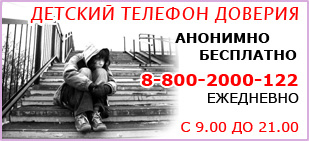 ДЕТСКИЙ ТЕЛЕФОН ДОВЕРИЯ
АНОНИМНО
БЕСПЛАТНО
8-800-2000-122
ЕЖЕДНЕВНО
С 9.00 ДО 21.00